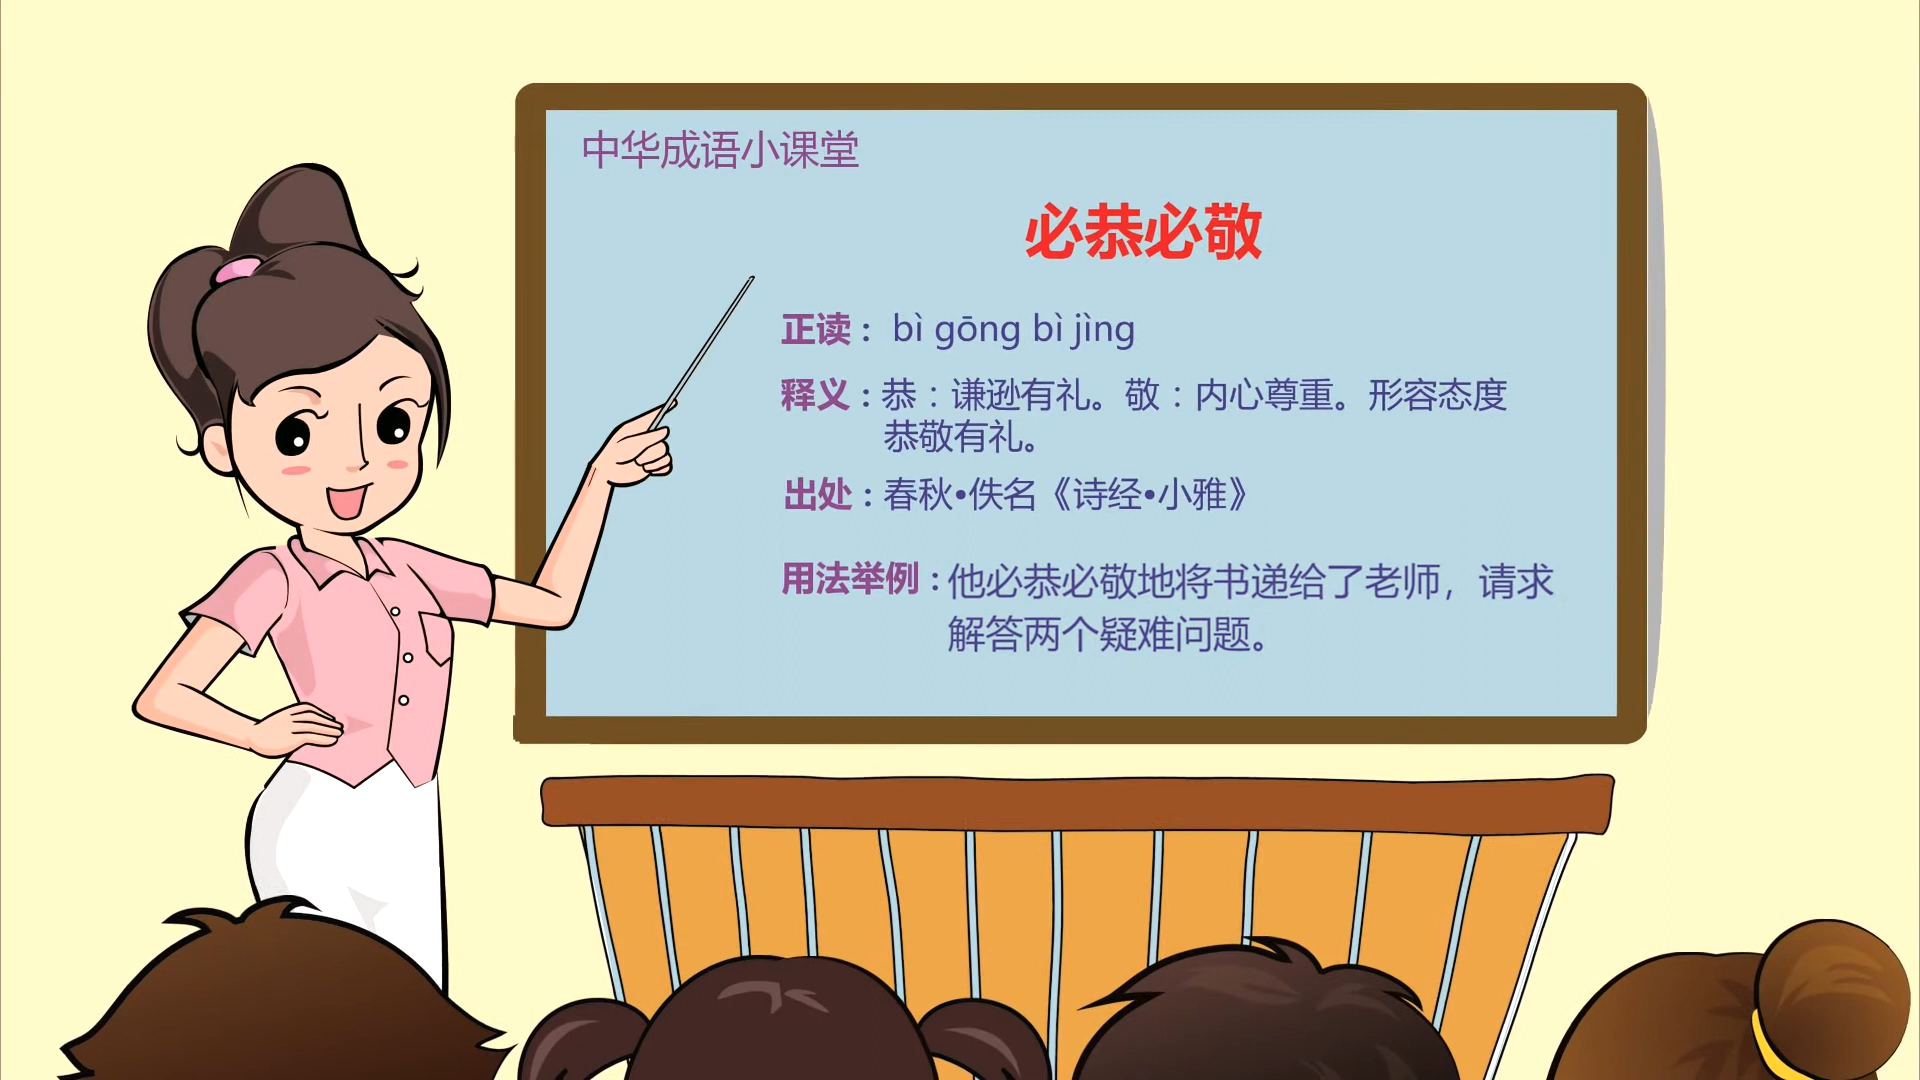 中华成语小课堂
必恭必敬
正读： bì gōng bì jìng
释义：恭：谦逊有礼。敬：内心尊重。形容态度
恭敬有礼。
出处：春秋•佚名《诗经•小雅》
用法举例：他必恭必敬地将书递给了老师，请求
解答两个疑难问题。